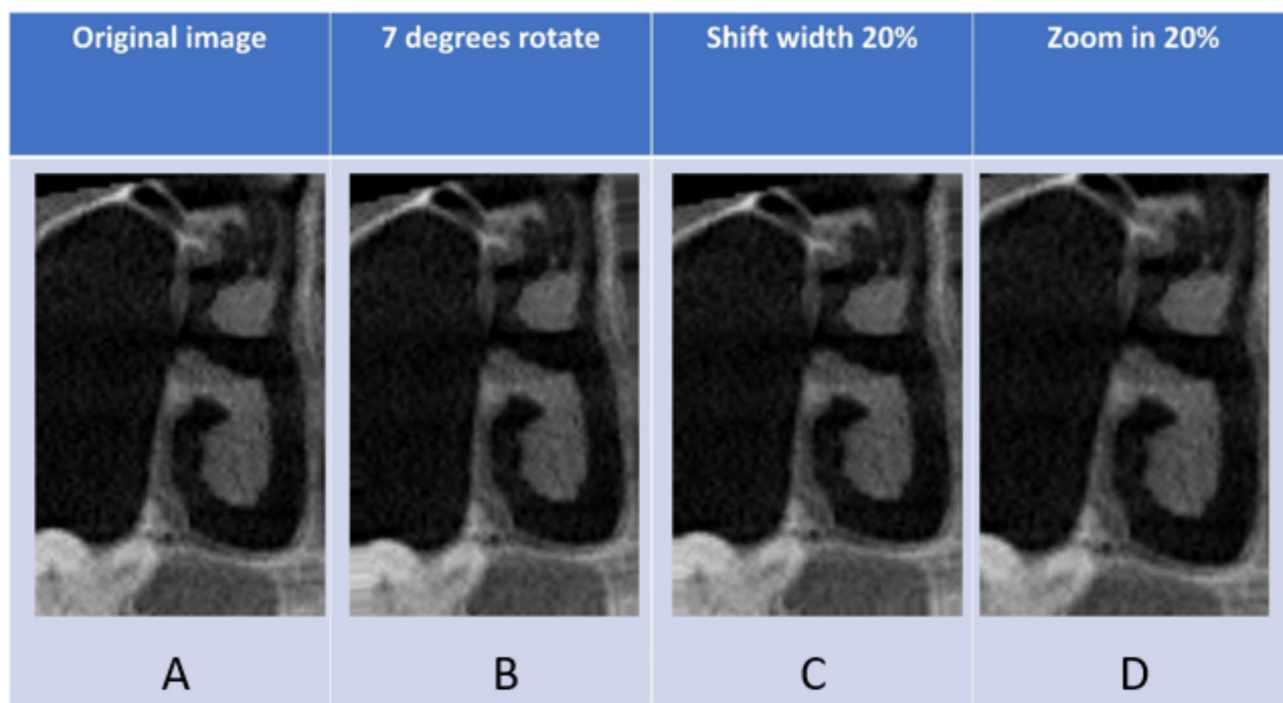 Original image
7 degrees rotate
Shift width 20%
Zoom in 20%
A
B
C
D